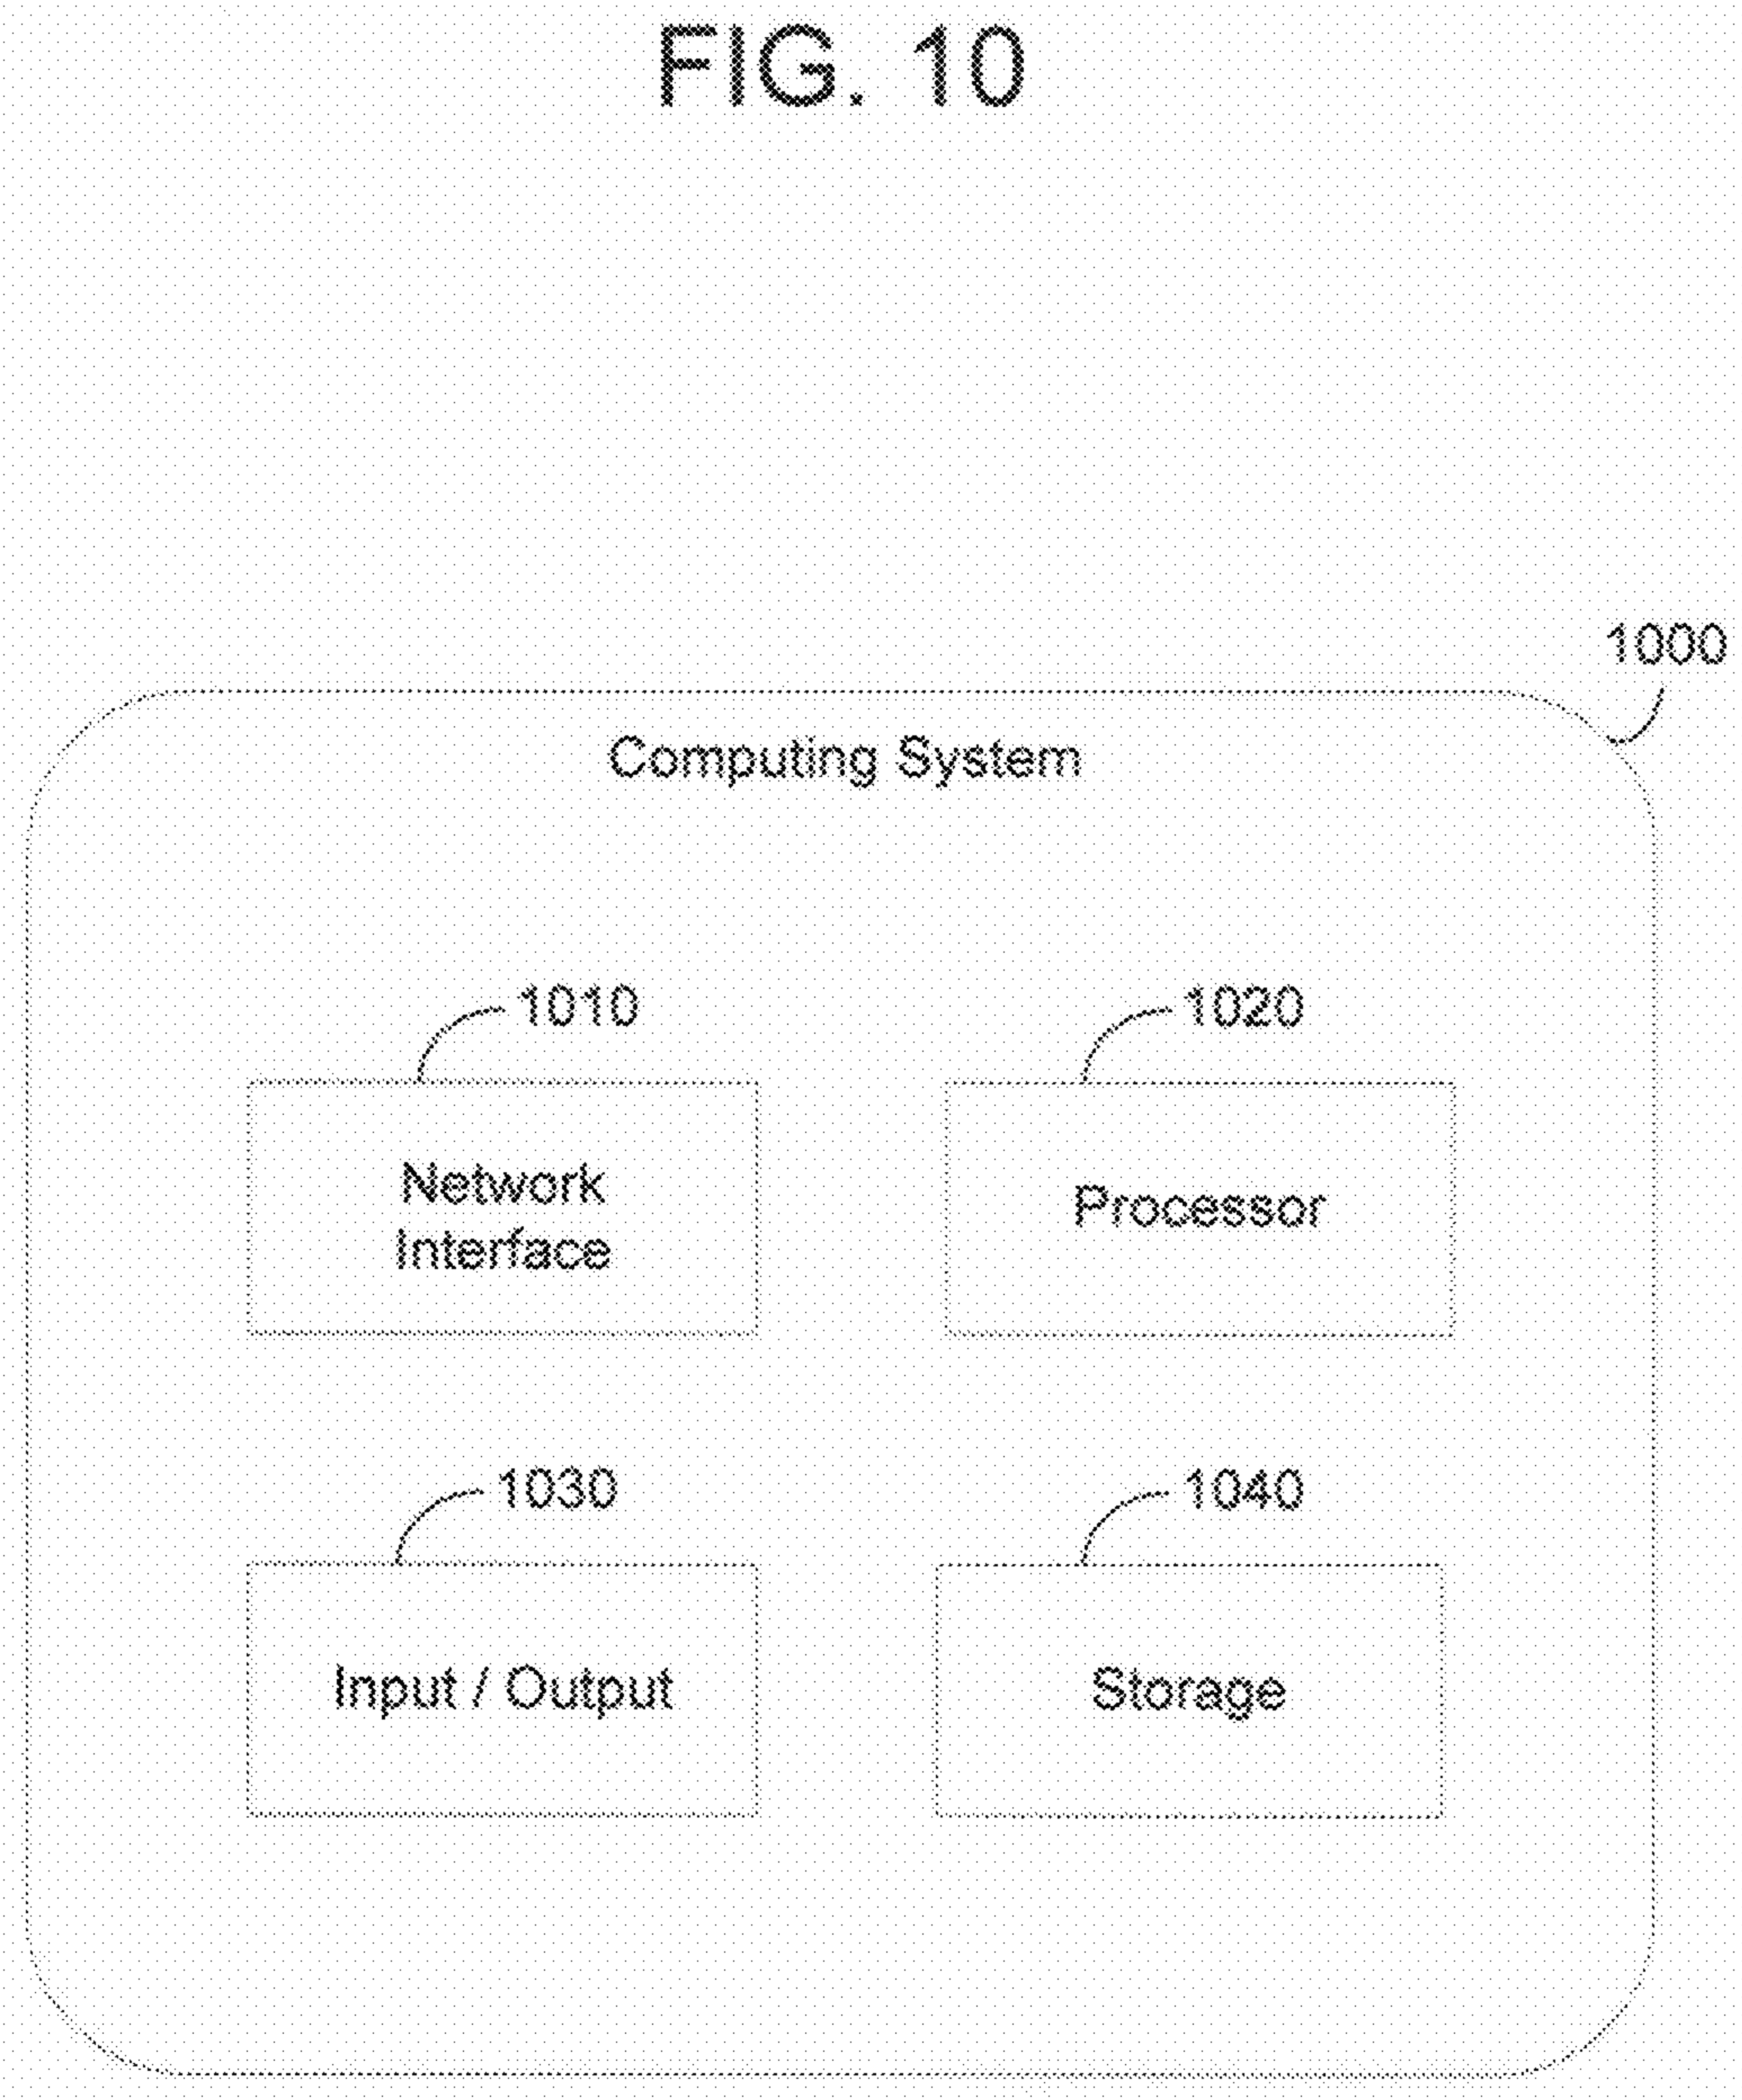 FIG. 10
1000
Computing System
1010
1020
Network
Interface
Processor
1030
1040
Input / Output
Storage